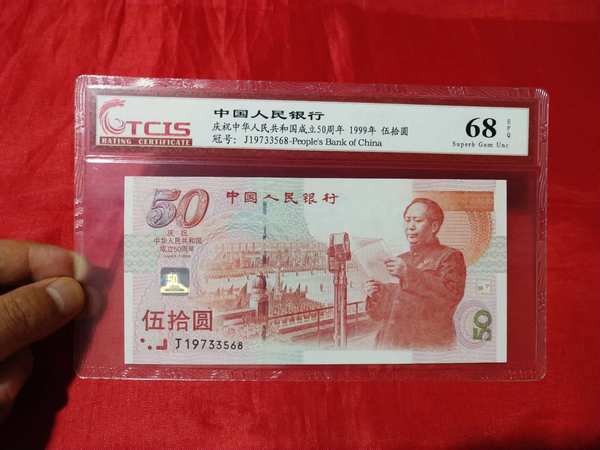 CTCIS
RATING CERTIFICATE
中国人民银行
庆祝中华人民共和国成立50周年 1999年 伍拾圆
冠号: J19733568-People's Bank of China
68
EPQ
Superb Gem Unc
50
中国人民银行
庆祝
中华人民共和国
成立50周年
伍拾圆
J19733568
50